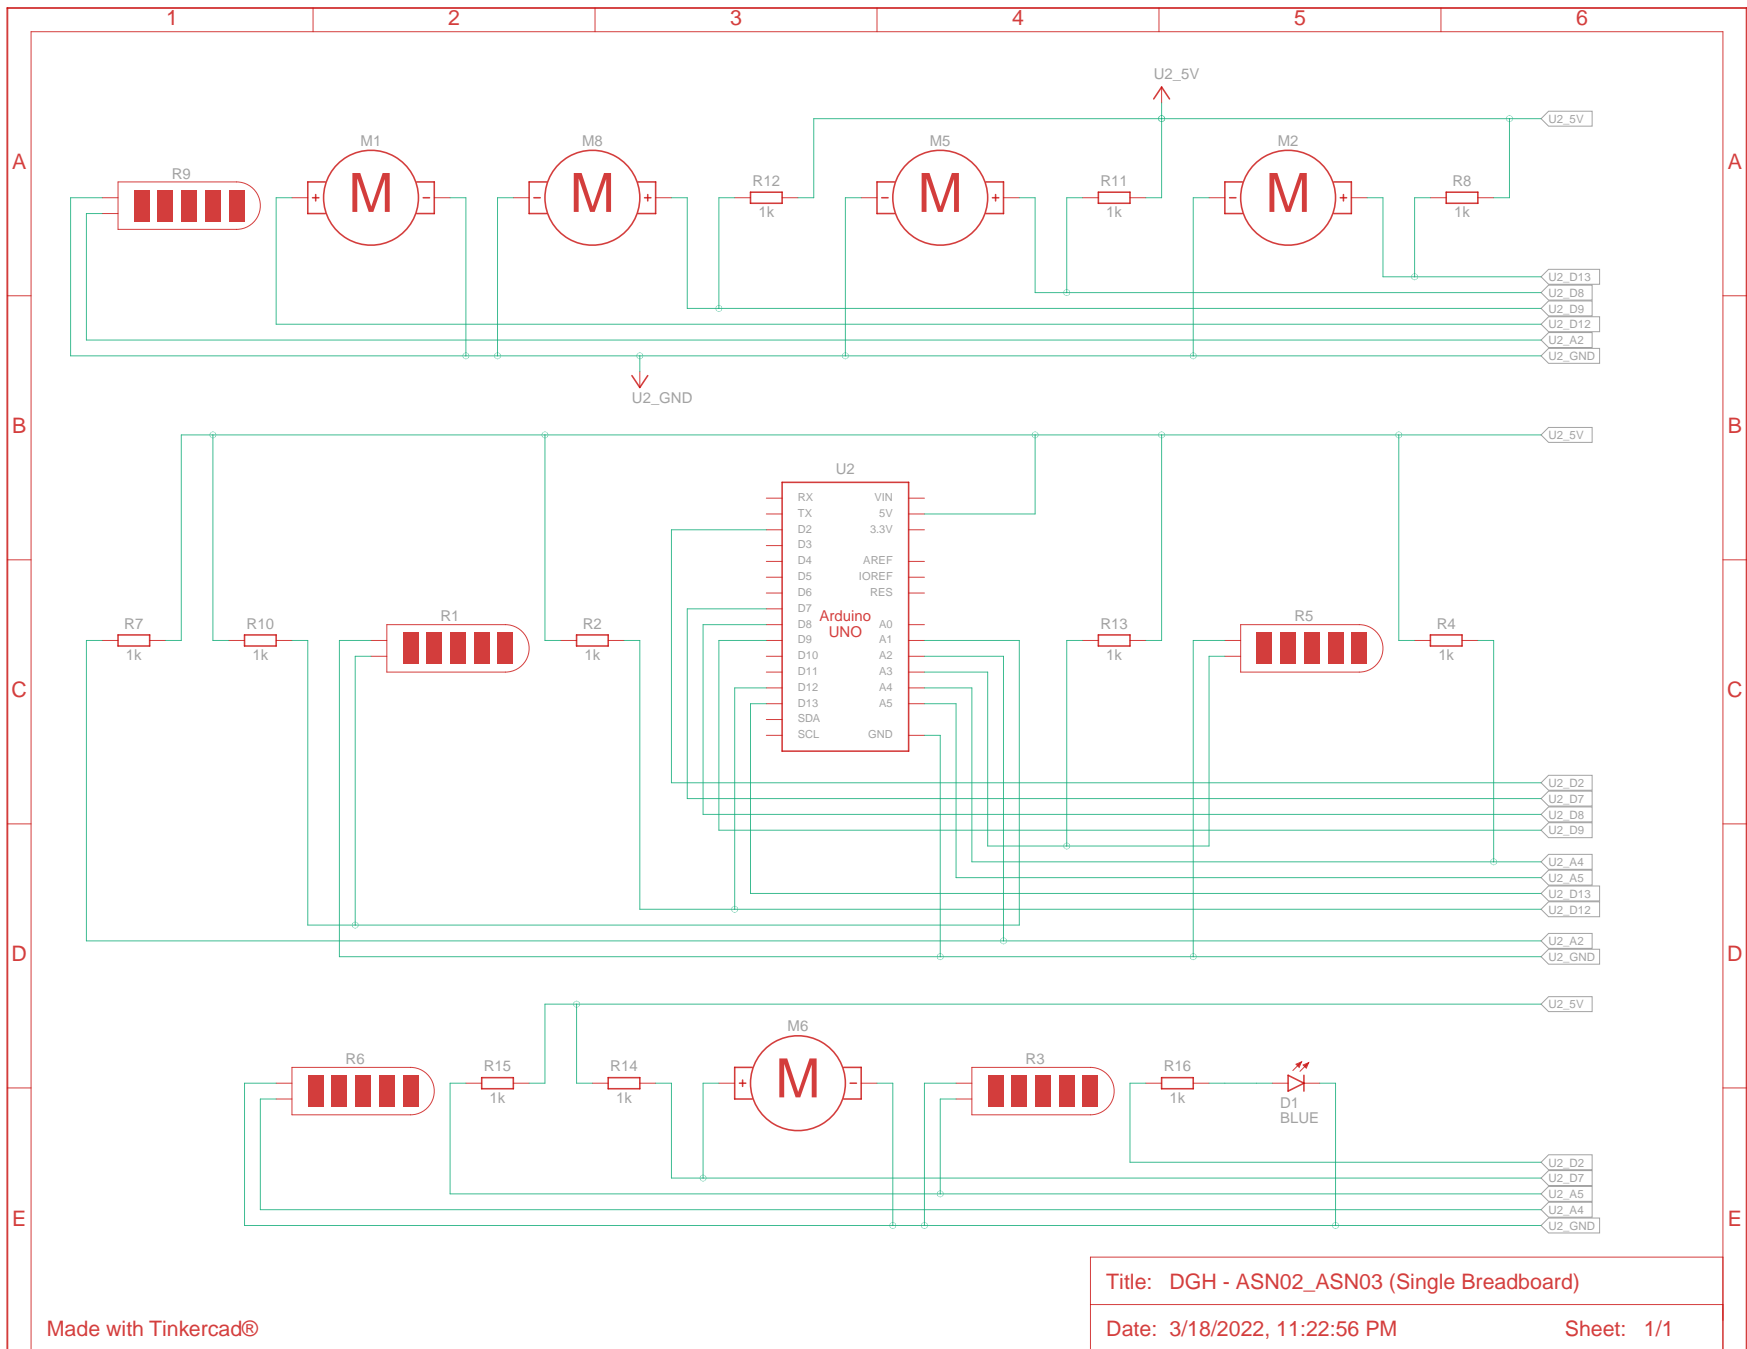 1 2 3 4 5 6
U2_5V
U2_5V
M1 M8 M5 M2
A A
R9 R12 R11 R8
M M M M
+ - - + - + - +
1k 1k 1k
U2_D13
U2_D8
U2_D9
U2_D12
U2_A2
U2_GND
U2_GND
B B
U2_5V
U2
RX VIN
TX 5V
D2 3.3V
D3
D4 AREF
D5 IOREF
D6 RES
D7
Arduino
D8 A0
UNO
D9 A1
D10 A2
D11 A3
D12 A4
D13 A5
SDA
SCL GND
R7 R10 R1 R2 R13 R5 R4
1k 1k 1k 1k 1k
C C
U2_D2
U2_D7
U2_D8
U2_D9
U2_A4
U2_A5
U2_D13
U2_D12
U2_A2
D D
U2_GND
U2_5V
M6
R6 R15 R14 R3 R16
M
+ -
1k 1k 1k
D1
BLUE
U2_D2
U2_D7
U2_A5
U2_A4
E E
U2_GND
Title: DGH - ASN02_ASN03 (Single Breadboard)
Made with Tinkercad®
Date: 3/18/2022, 11:22:56 PM Sheet: 1/1